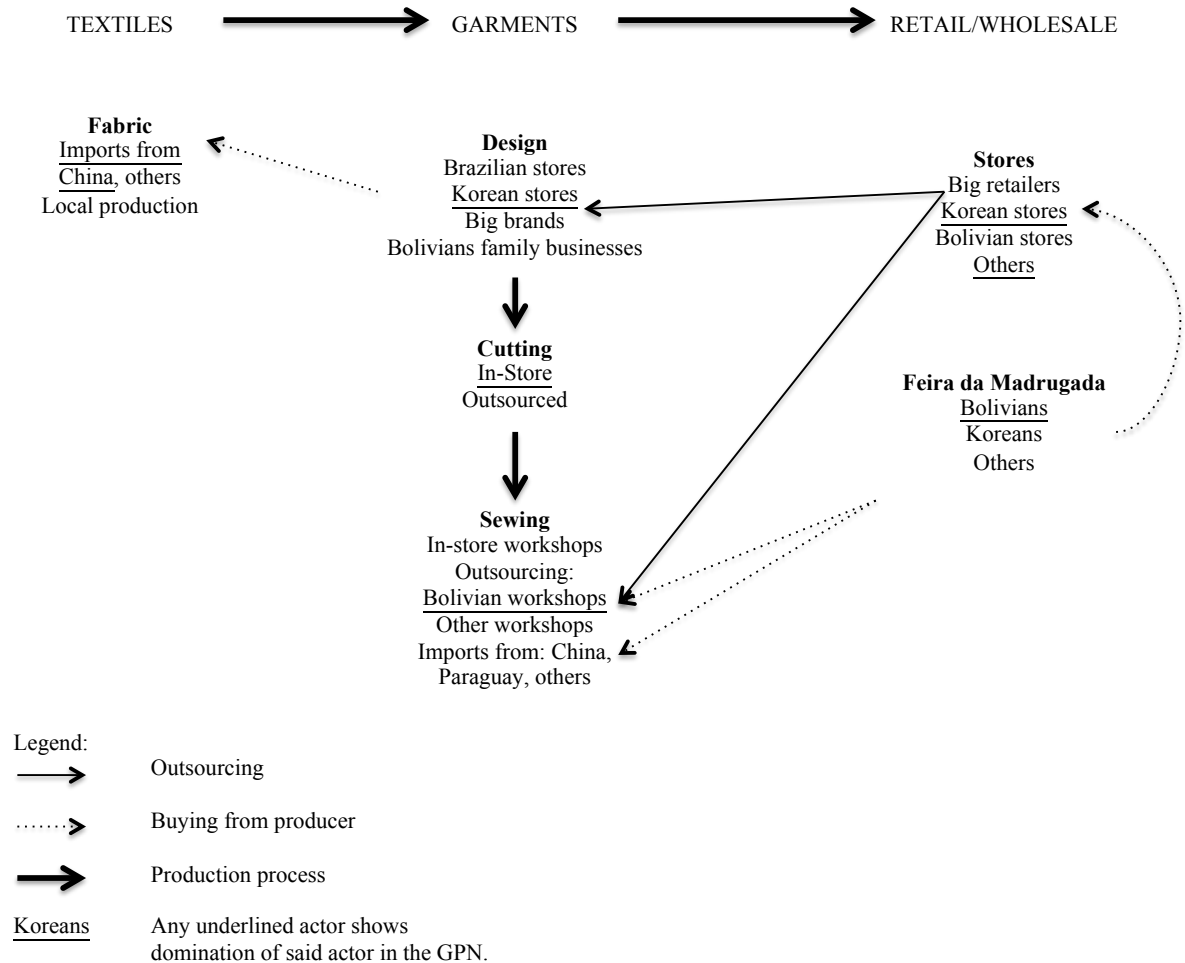 TEXTILES
GARMENTS
RETAIL/WHOLESALE
Fabric
Imports from
China, others
Local production
Design
Brazilian stores
Korean stores
Big brands
Bolivians family businesses
Cutting
In-Store
Outsourced
Sewing
In-store workshops
Outsourcing:
Bolivian workshops
Other workshops
Imports from: China,
Paraguay, others
Stores
Big retailers
Korean stores
Bolivian stores
Others
Feira da Madrugada
Bolivians
Koreans
Others
Legend:
Outsourcing
Buying from producer
Production process
Koreans
Any underlined actor shows
domination of said actor in the GPN.